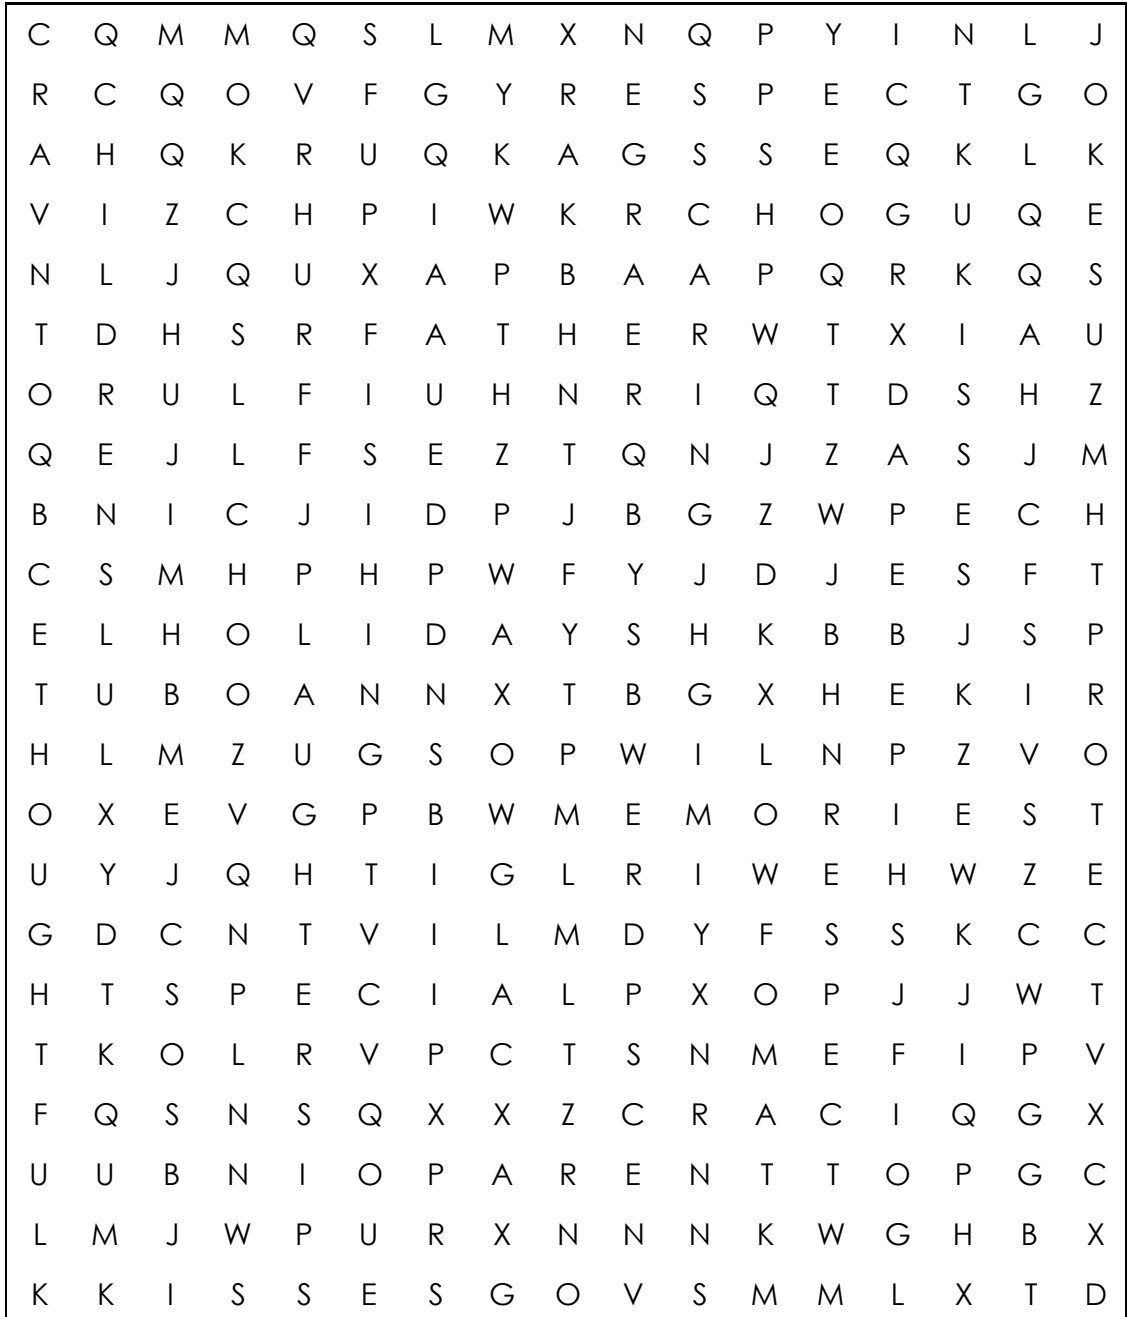 C Q M M Q S L M X N Q P Y I N L J
R C Q O V F G Y R E S P E C T G O
A H Q K R U Q K A G S S E Q K L K
V I Z C H P I W K R C H O G U Q E
N L J Q U X A P B A A P Q R K Q S
T D H S R F A T H E R W T X I A U
O R U L F I U H N R I Q T D S H Z
Q E J L F S E Z T Q N J Z A S J M
B N I C J I D P J B G Z W P E C H
C S M H P H P W F Y J D J E S F T
E L H O L I D A Y S H K B B J S P
T U B O A N N X T B G X H E K I R
H L M Z U G S O P W I L N P Z V O
O X E V G P B W M E M O R I E S T
U Y J Q H T I G L R I W E H W Z E
G D C N T V I L M D Y F S S K C C
H T S P E C I A L P X O P J J W T
T K O L R V P C T S N M E F I P V
F Q S N S Q X X Z C R A C I Q G X
U U B N I O P A R E N T T O P G C
L M J W P U R X N N N K W G H B X
K K I S S E S G O V S M M L X T D